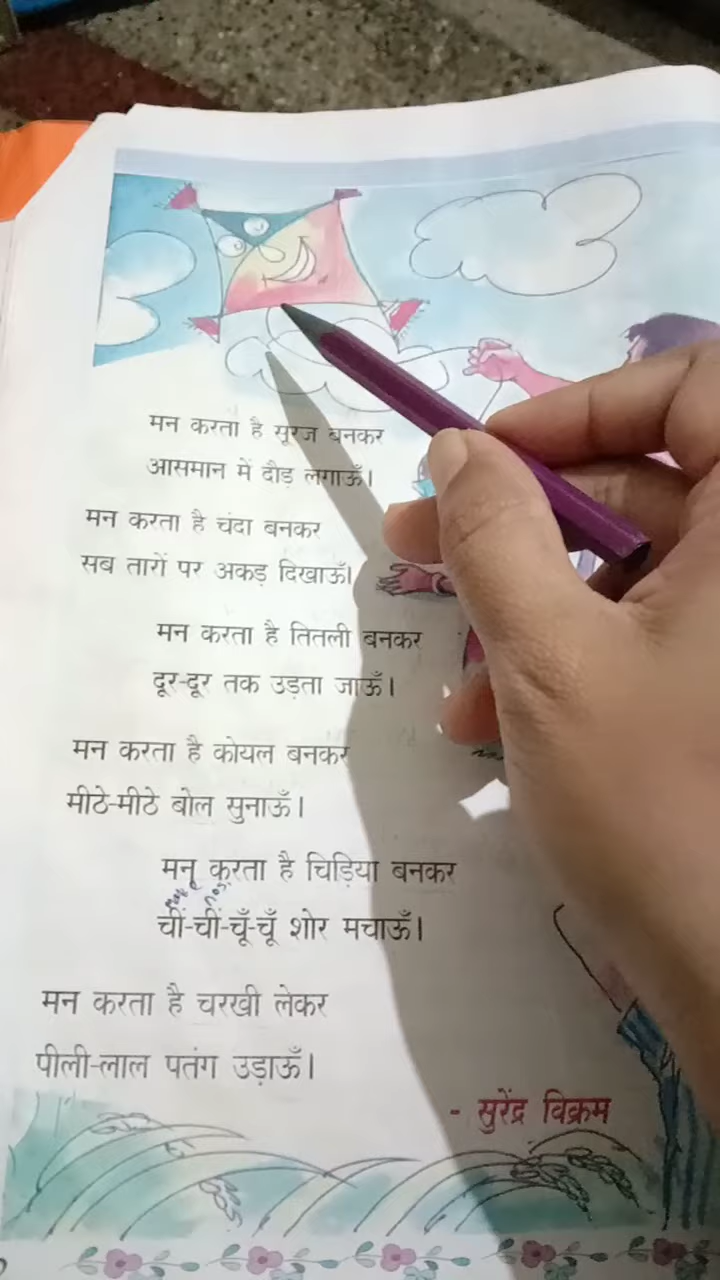 मन करता है सूरज बनकर
आसमान में दौड़ लगाऊँ।
मन करता है चंदा बनकर
सब तारों पर अकड़ दिखाऊँ।
मन करता है तितली बनकर
दूर-दूर तक उड़ता जाऊँ।
मन करता है कोयल बनकर
मीठे-मीठे बोल सुनाऊँ।
मन करता है चिड़िया बनकर
चीं-चीं-चूँ-चूँ शोर मचाऊँ।
मन करता है चरखी लेकर
पीली-लाल पतंग उड़ाऊँ।
- सुरेंद्र विक्रम